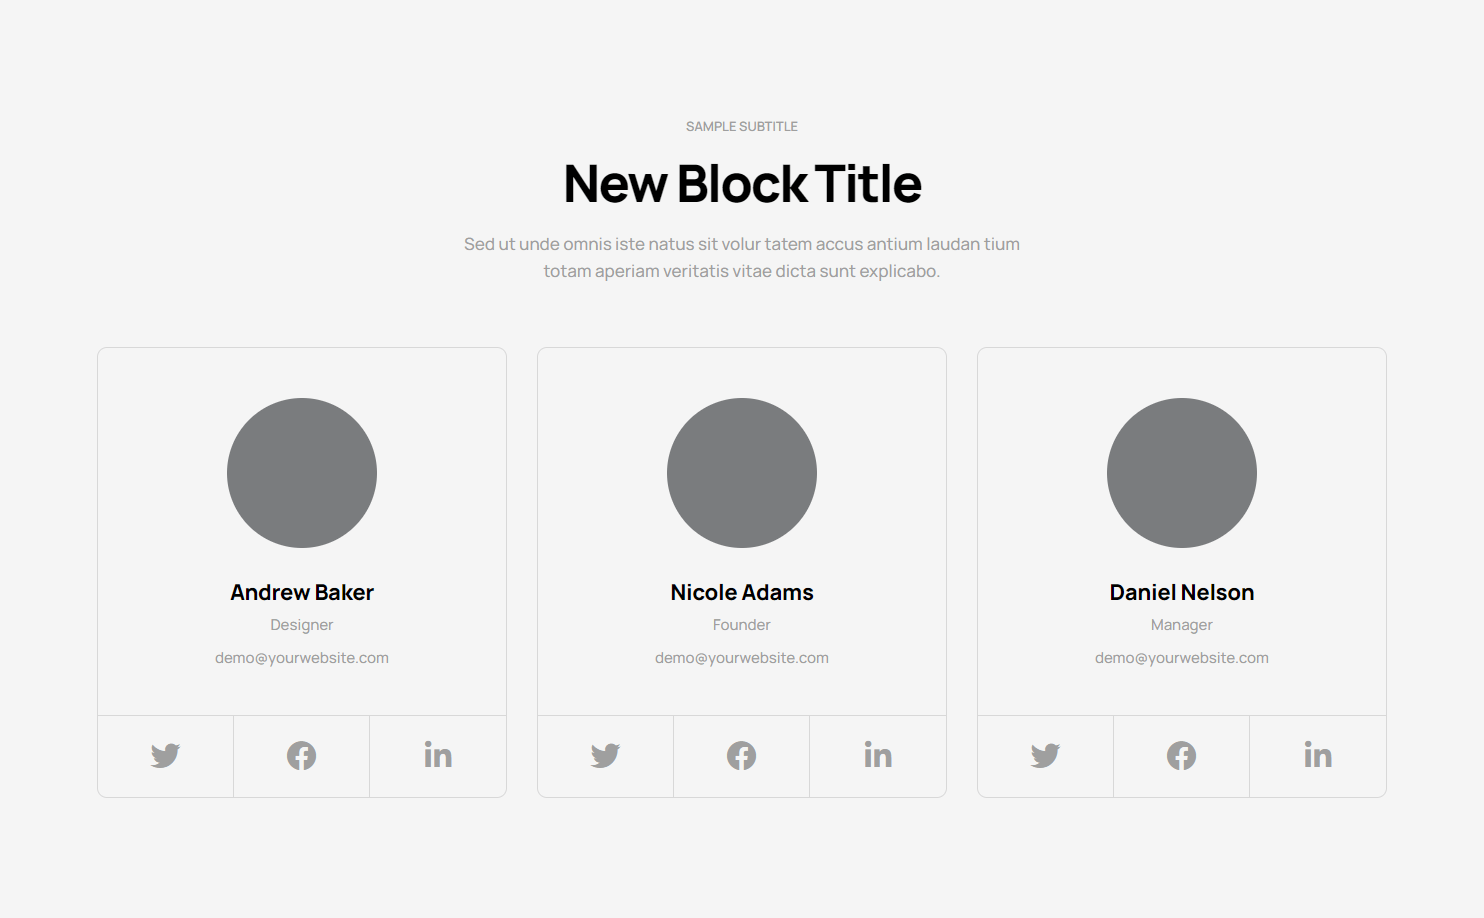 SAMPLE SUBTITLE
New Block Title
Sed ut unde omnis iste natus sit volur tatem accus antium laudan tium
totam aperiam veritatis vitae dicta sunt explicabo.
Andrew Baker
Designer
demo@yourwebsite.com
Nicole Adams
Founder
demo@yourwebsite.com
Daniel Nelson
Manager
demo@yourwebsite.com